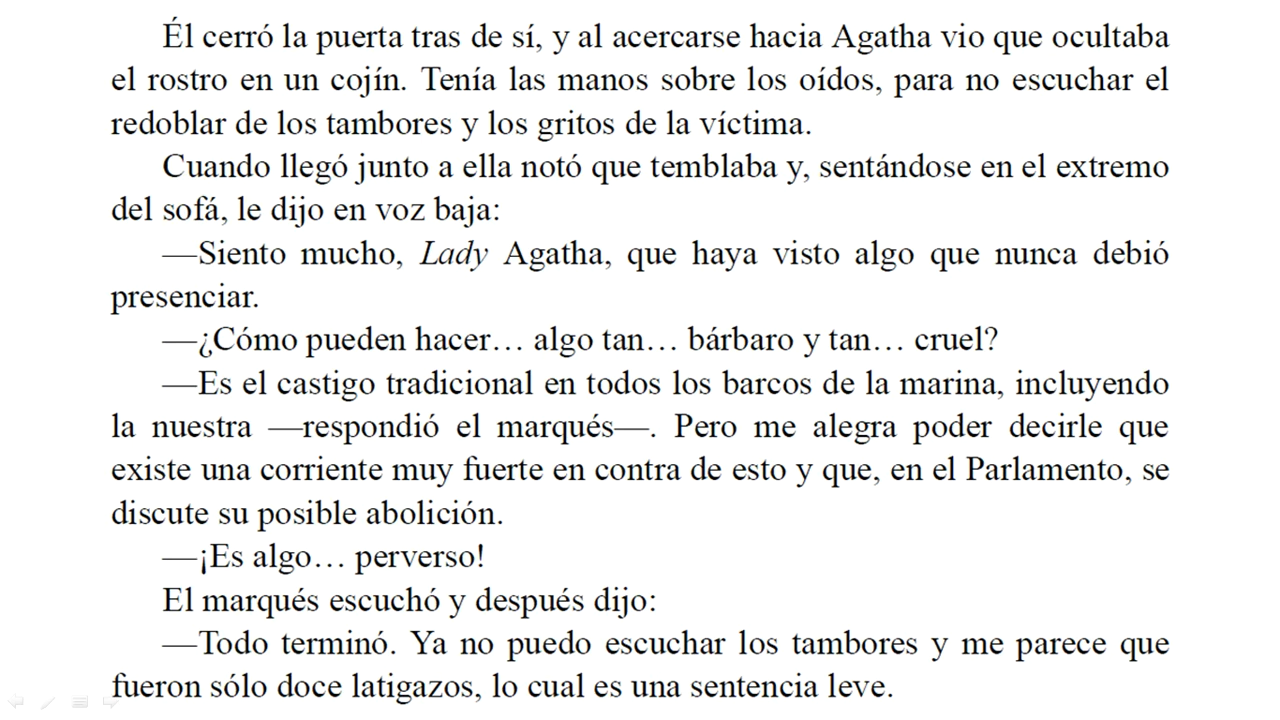 Él cerró la puerta tras de sí, y al acercarse hacia Agatha vio que ocultaba
el rostro en un cojín. Tenía las manos sobre los oídos, para no escuchar el
redoblar de los tambores y los gritos de la víctima.
Cuando llegó junto a ella notó que temblaba y, sentándose en el extremo
del sofá, le dijo en voz baja:
—Siento mucho, Lady Agatha, que haya visto algo que nunca debió
presenciar.
—¿Cómo pueden hacer… algo tan… bárbaro y tan… cruel?
—Es el castigo tradicional en todos los barcos de la marina, incluyendo
la nuestra —respondió el marqués—. Pero me alegra poder decirle que
existe una corriente muy fuerte en contra de esto y que, en el Parlamento, se
discute su posible abolición.
—¡Es algo… perverso!
El marqués escuchó y después dijo:
—Todo terminó. Ya no puedo escuchar los tambores y me parece que
fueron sólo doce latigazos, lo cual es una sentencia leve.